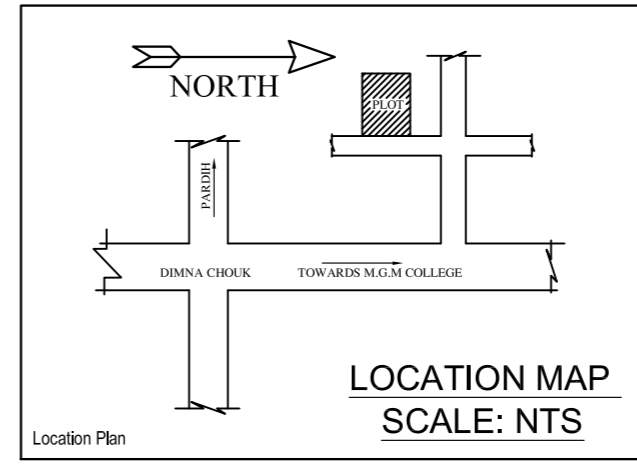 NORTH
PLOT
PARDIH
DIMNA CHOUK
TOWARDS M.G.M COLLEGE
LOCATION MAP
SCALE: NTS
Location Plan